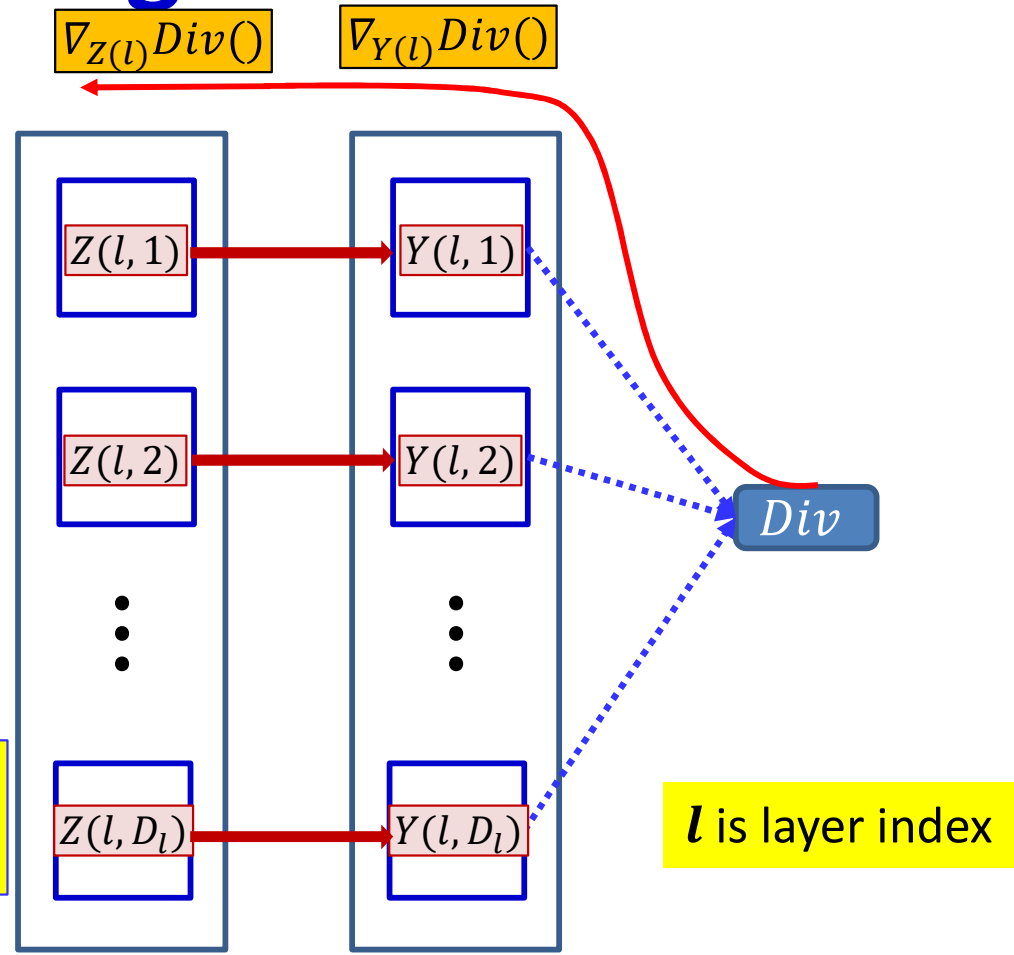 ∇Z(l)Div() ∇Y(l)Div()
Z(l, 1) Y(l, 1)
Z(l, 2) Y(l, 2)
Div
Z(l, Dl) Y(l, Dl)
l is layer index